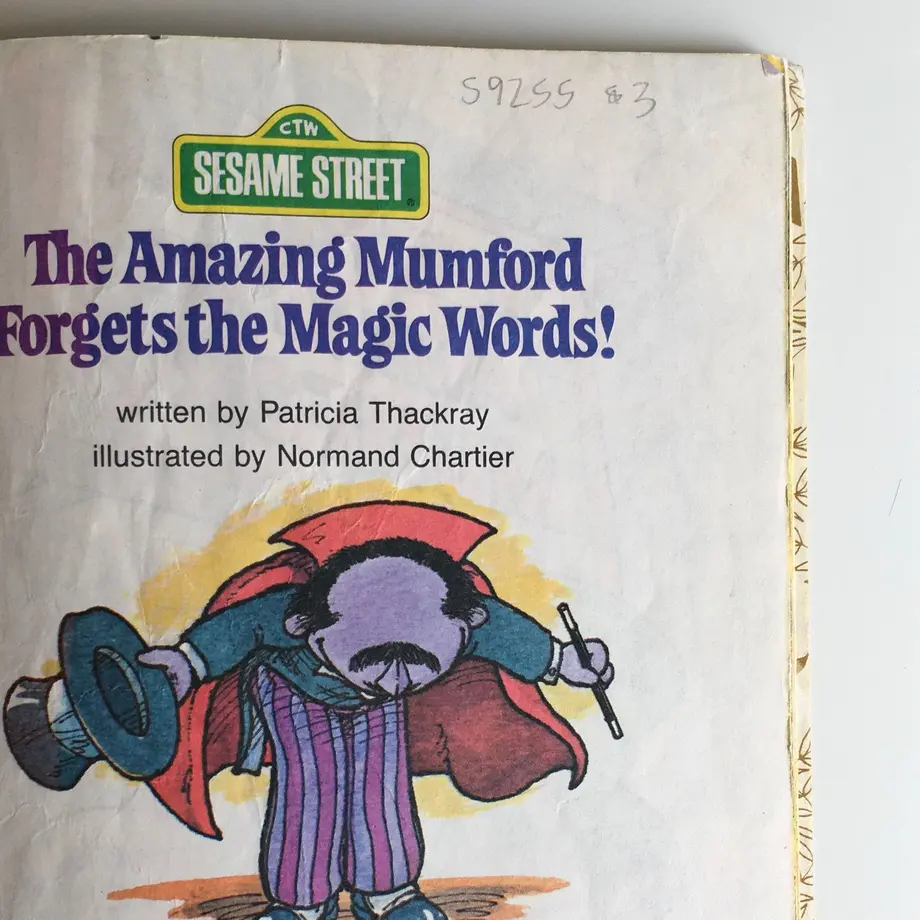 59255 &3
CTW
SESAME STREET
The Amazing Mumford
Forgets the Magic Words!
written by Patricia Thackray
illustrated by Normand Chartier